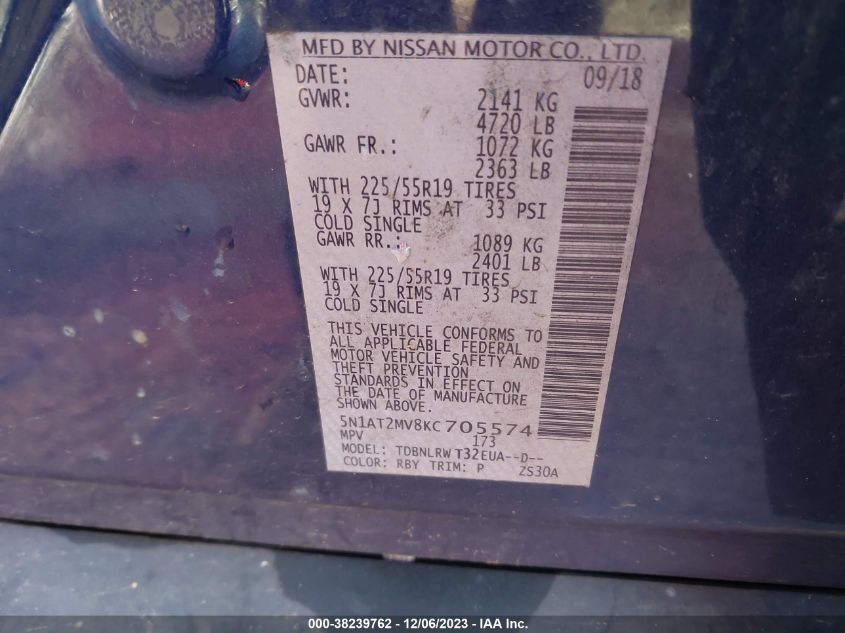 MFD BY NISSAN MOTOR CO., LTD.
DATE: 09/18
GVWR: 2141 KG
4720 LB
GAWR FR.: 1072 KG
2363 LB
WITH 225/55R19 TIRES
19 X 7J RIMS AT 33 PSI
COLD SINGLE
GAWR RR.: 1089 KG
2401 LB
WITH 225/55R19 TIRES
19 X 7J RIMS AT 33 PSI
COLD SINGLE
THIS VEHICLE CONFORMS TO
ALL APPLICABLE FEDERAL
MOTOR VEHICLE SAFETY AND
THEFT PREVENTION
STANDARDS IN EFFECT ON
THE DATE OF MANUFACTURE
SHOWN ABOVE.
5N1AT2MV8KC705574
MPV 173
MODEL: TDBNLRW T32EUA--D--
COLOR: RBY TRIM: P ZS30A
000-38239762 - 12/06/2023 - IAA Inc.